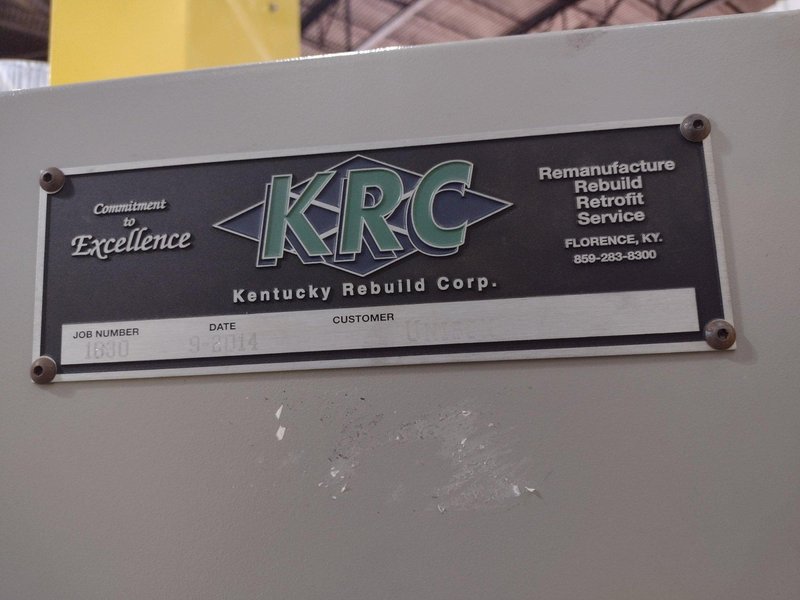 Commitment
to
Excellence
KRC
Kentucky Rebuild Corp.
Remanufacture
Rebuild
Retrofit
Service
FLORENCE, KY.
859-283-8300
JOB NUMBER
1630
DATE
9-2014
CUSTOMER